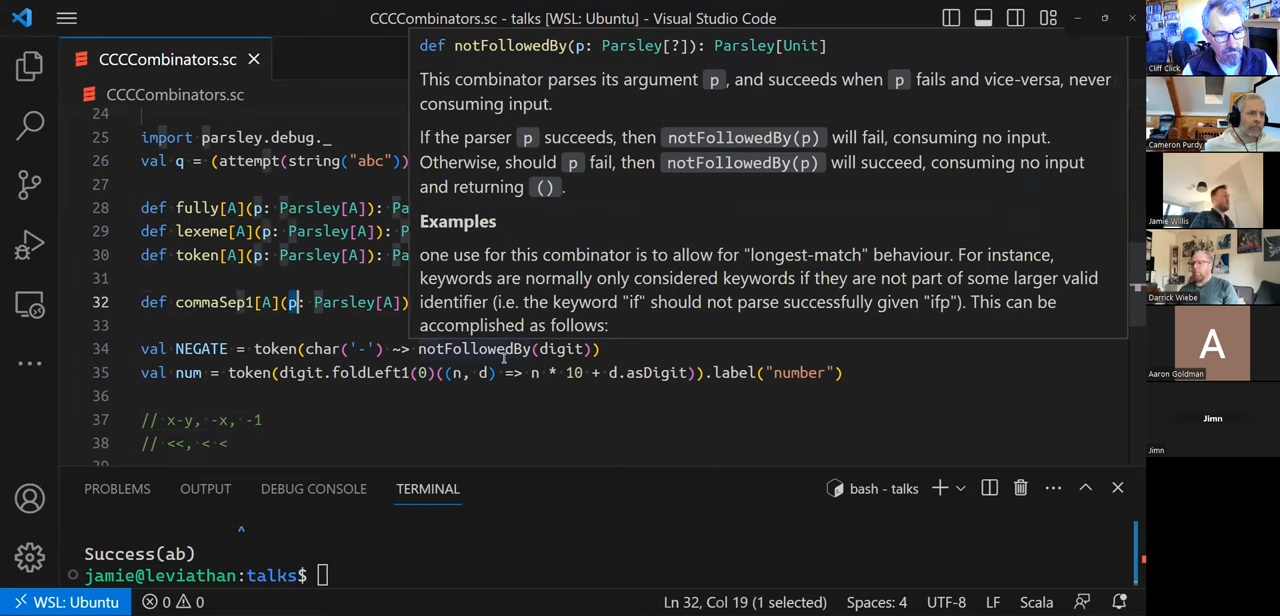 CCCCombinators.sc - talks [WSL: Ubuntu] - Visual Studio Code
CCCCombinators.sc
CCCCombinators.sc
24
25 import parsley.debug._
26 val q = (attempt(string("abc"))
27
28 def fully[A](p: Parsley[A]): Pa
29 def lexeme[A](p: Parsley[A]): P
30 def token[A](p: Parsley[A]): Pa
31
32 def commaSep1[A](p: Parsley[A])
33
34 val NEGATE = token(char('-') ~> notFollowedBy(digit))
35 val num = token(digit.foldLeft1(0)((n, d) => n * 10 + d.asDigit)).label("number")
36
37 // x-y, -x, -1
38 // <<, < <
def notFollowedBy(p: Parsley[?]): Parsley[Unit]
This combinator parses its argument p, and succeeds when p fails and vice-versa, never
consuming input.
If the parser p succeeds, then notFollowedBy(p) will fail, consuming no input.
Otherwise, should p fail, then notFollowedBy(p) will succeed, consuming no input
and returning ().
Examples
one use for this combinator is to allow for "longest-match" behaviour. For instance,
keywords are normally only considered keywords if they are not part of some larger valid
identifier (i.e. the keyword "if" should not parse successfully given "ifp"). This can be
accomplished as follows:
PROBLEMS OUTPUT DEBUG CONSOLE TERMINAL
bash - talks
^
Success(ab)
jamie@leviathan:talks$
WSL: Ubuntu 0 0 Ln 32, Col 19 (1 selected) Spaces: 4 UTF-8 LF Scala
Cliff Click
Cameron Purdy
Jamie Willis
Darrick Wiebe
A
Aaron Goldman
Jimn
Jimn